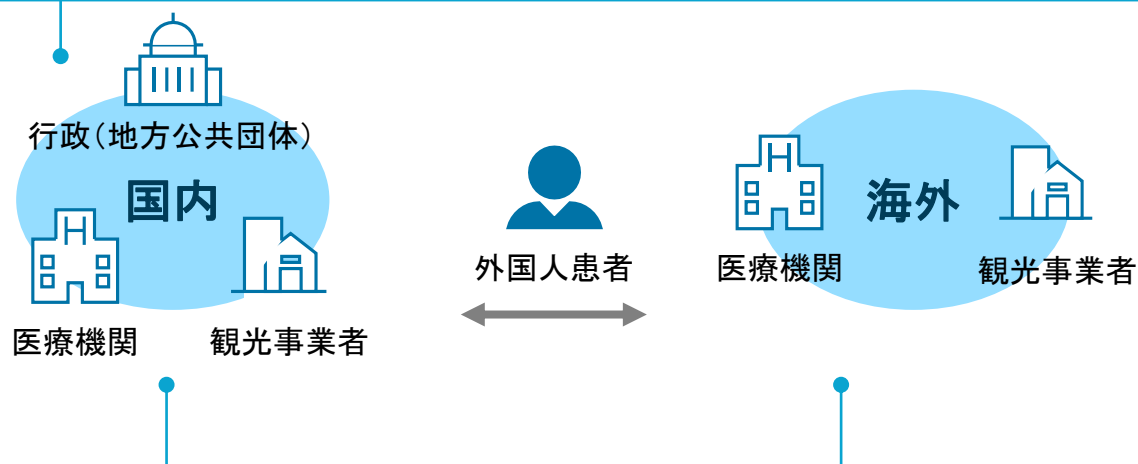 行政(地方公共団体)
国内
医療機関
観光事業者
外国人患者
海外
医療機関
観光事業者